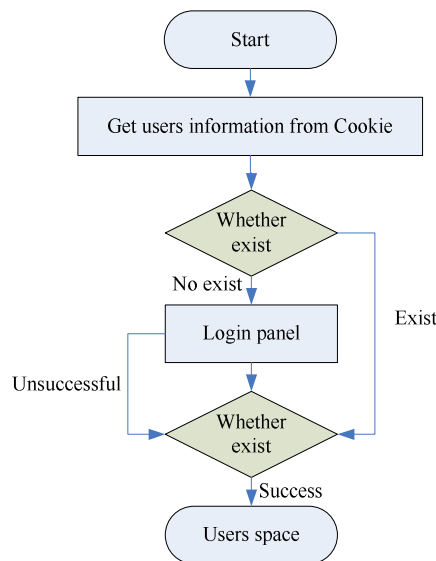 Start
Get users information from Cookie
Whether
exist
No exist
Exist
Login panel
Unsuccessful
Whether
exist
Success
Users space